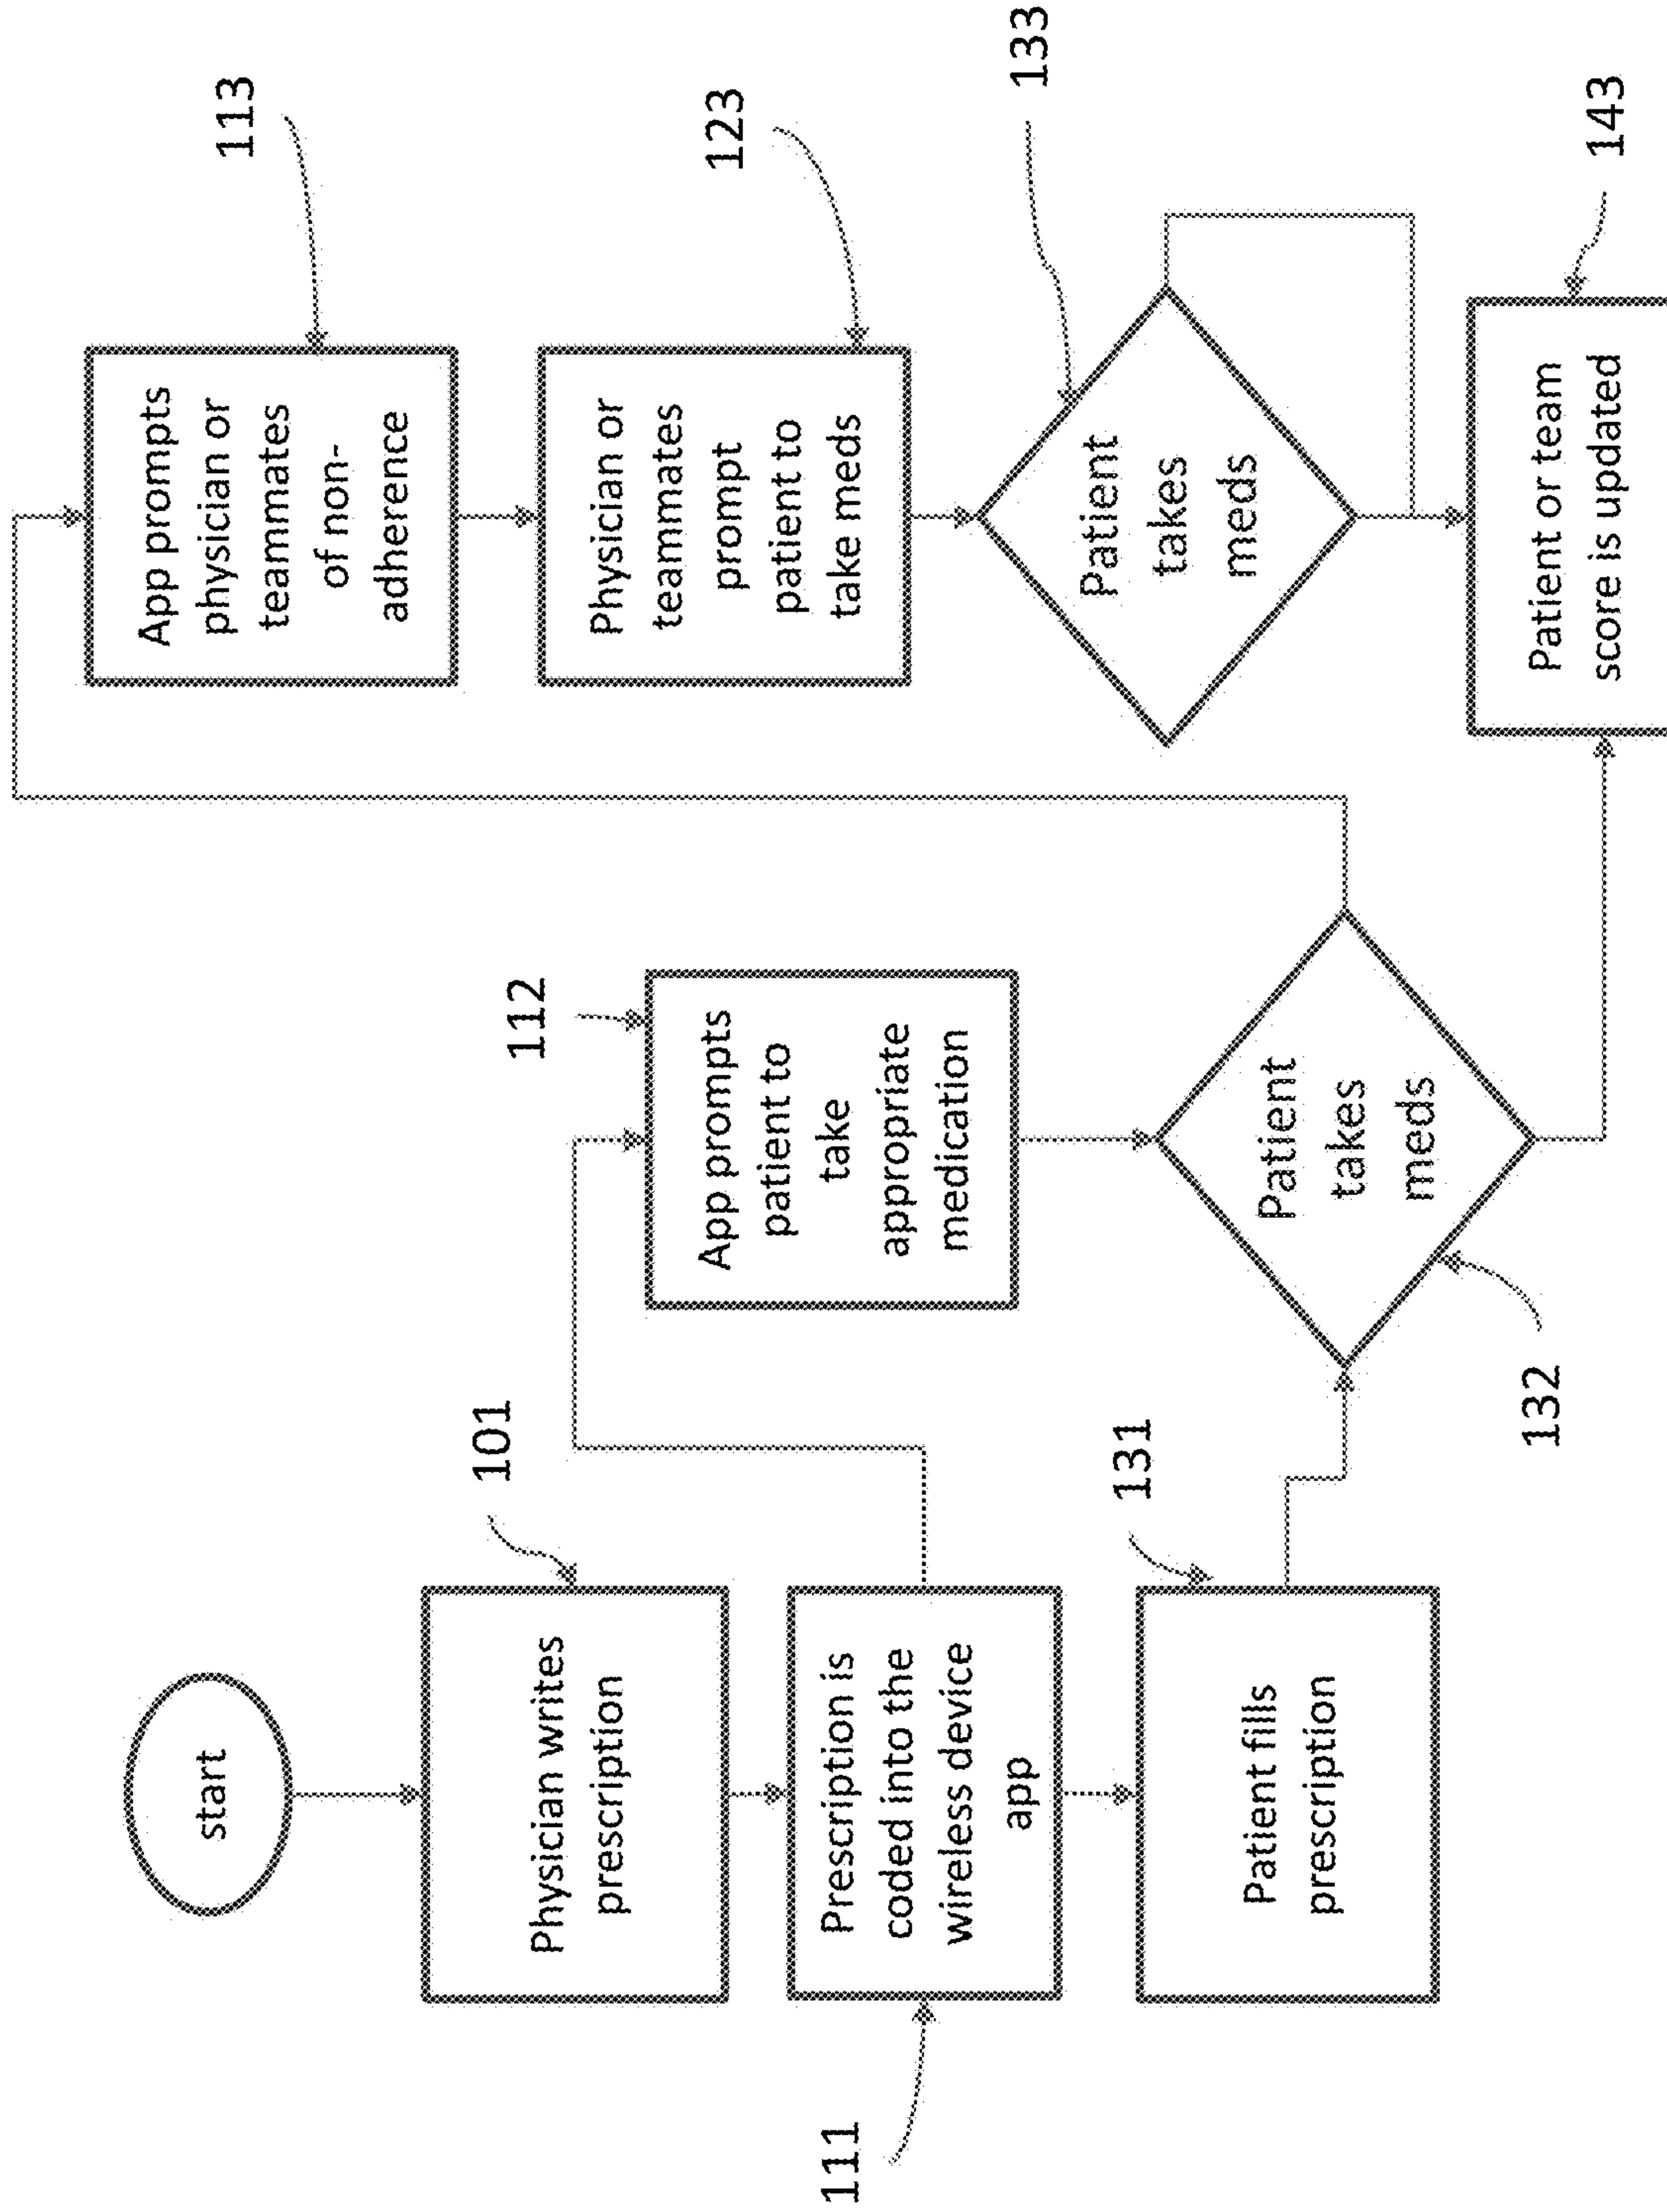 start
101
Physician writes
prescription
111
Prescription is
coded into the
wireless device
app
131
Patient fills
prescription
112
App prompts
patient to
take
appropriate
medication
132
Patient
takes
meds
113
App prompts
physician or
teammates
of non-
adherence
123
Physician or
teammates
prompt
patient to
take meds
133
Patient
takes
meds
143
Patient or team
score is updated